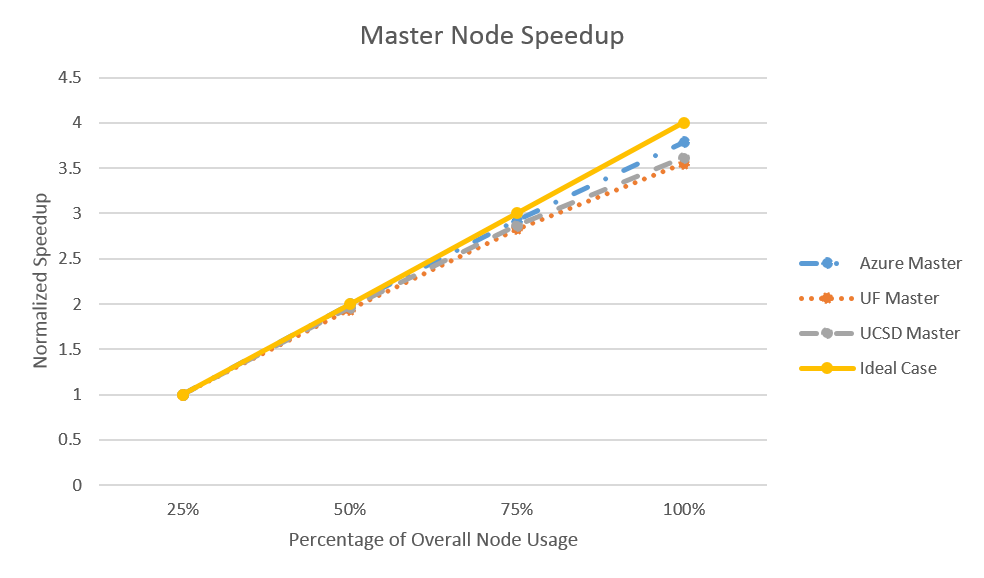 Master Node Speedup
4.5
4
3.5
3
2.5
2
1.5
1
0.5
0
Normalized Speedup
25% 50% 75% 100%
Percentage of Overall Node Usage
Azure Master
UF Master
UCSD Master
Ideal Case